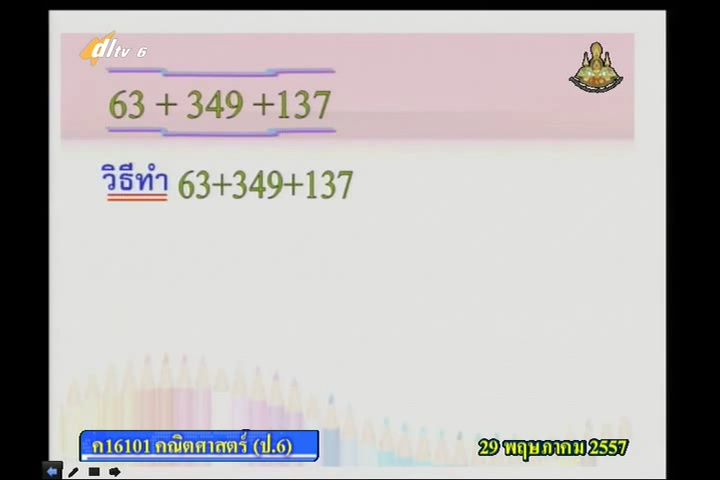 dltv 6
63 + 349 +137
วิธีทำ 63+349+137
ค16101 คณิตศาสตร์ (ป.6)
29 พฤษภาคม 2557